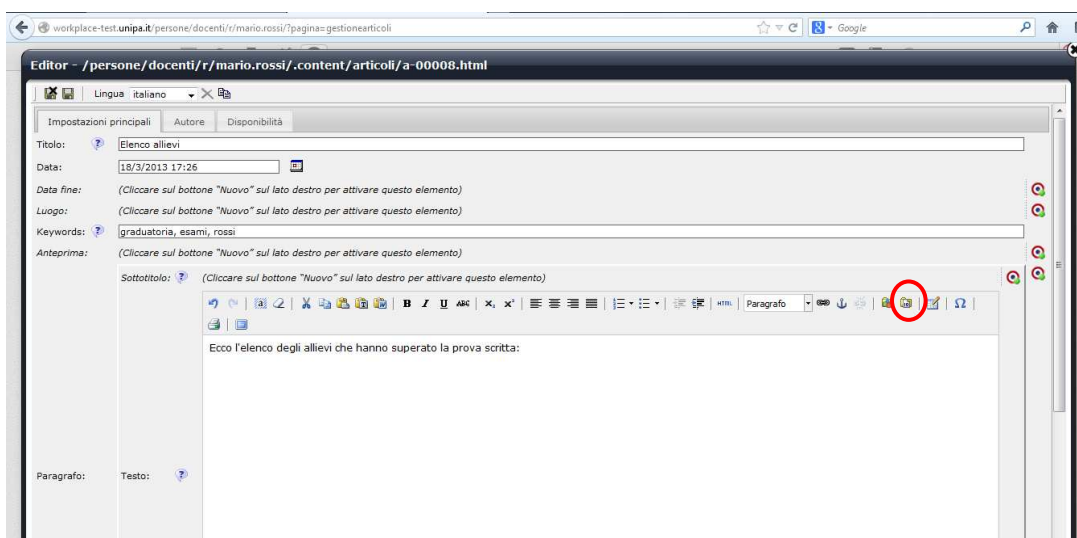 workplace-test.unipa.it/persone/docenti/r/mario.rossi/?pagina=gestionearticoli Google
Editor - /persone/docenti/r/mario.rossi/.content/articoli/a-00008.html
Lingua italiano
Impostazioni principali Autore Disponibilità
Titolo: Elenco allievi
Data: 18/3/2013 17:26
Data fine: (Cliccare sul bottone "Nuovo" sul lato destro per attivare questo elemento)
Luogo: (Cliccare sul bottone "Nuovo" sul lato destro per attivare questo elemento)
Keywords: graduatoria, esami, rossi
Anteprima: (Cliccare sul bottone "Nuovo" sul lato destro per attivare questo elemento)
Sottotitolo: (Cliccare sul bottone "Nuovo" sul lato destro per attivare questo elemento)
B I U ABC x, x² HTML Paragrafo Ω
Ecco l'elenco degli allievi che hanno superato la prova scritta:
Paragrafo: Testo: